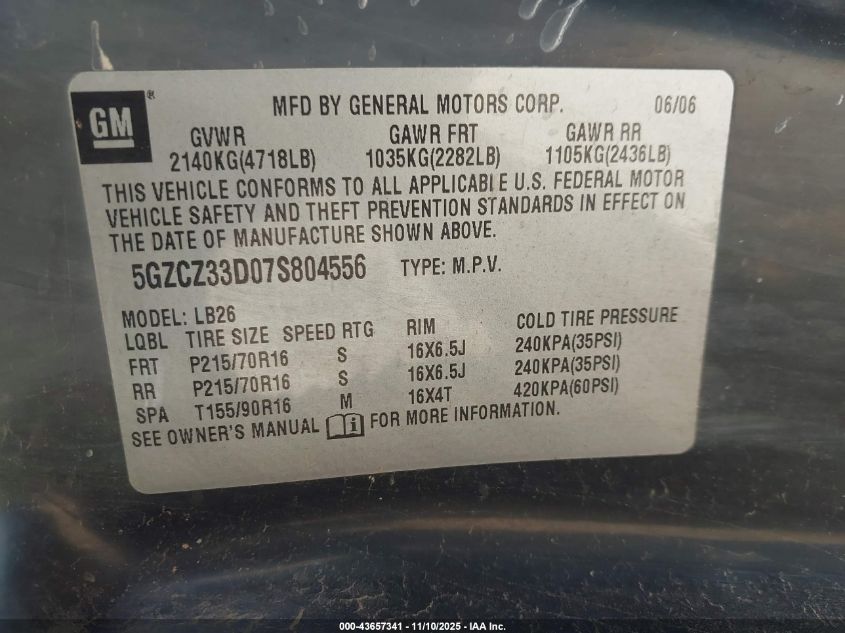 GM ®
MFD BY GENERAL MOTORS CORP. 06/06
GVWR GAWR FRT GAWR RR
2140KG(4718LB) 1035KG(2282LB) 1105KG(2436LB)
THIS VEHICLE CONFORMS TO ALL APPLICABLE U.S. FEDERAL MOTOR
VEHICLE SAFETY AND THEFT PREVENTION STANDARDS IN EFFECT ON
THE DATE OF MANUFACTURE SHOWN ABOVE.
5GZCZ33D07S804556 TYPE: M.P.V.
MODEL: LB26
LQBL TIRE SIZE SPEED RTG RIM COLD TIRE PRESSURE
FRT P215/70R16 S 16X6.5J 240KPA(35PSI)
RR P215/70R16 S 16X6.5J 240KPA(35PSI)
SPA T155/90R16 M 16X4T 420KPA(60PSI)
SEE OWNER'S MANUAL i FOR MORE INFORMATION.
000-43657341 - 11/10/2025 - IAA Inc.